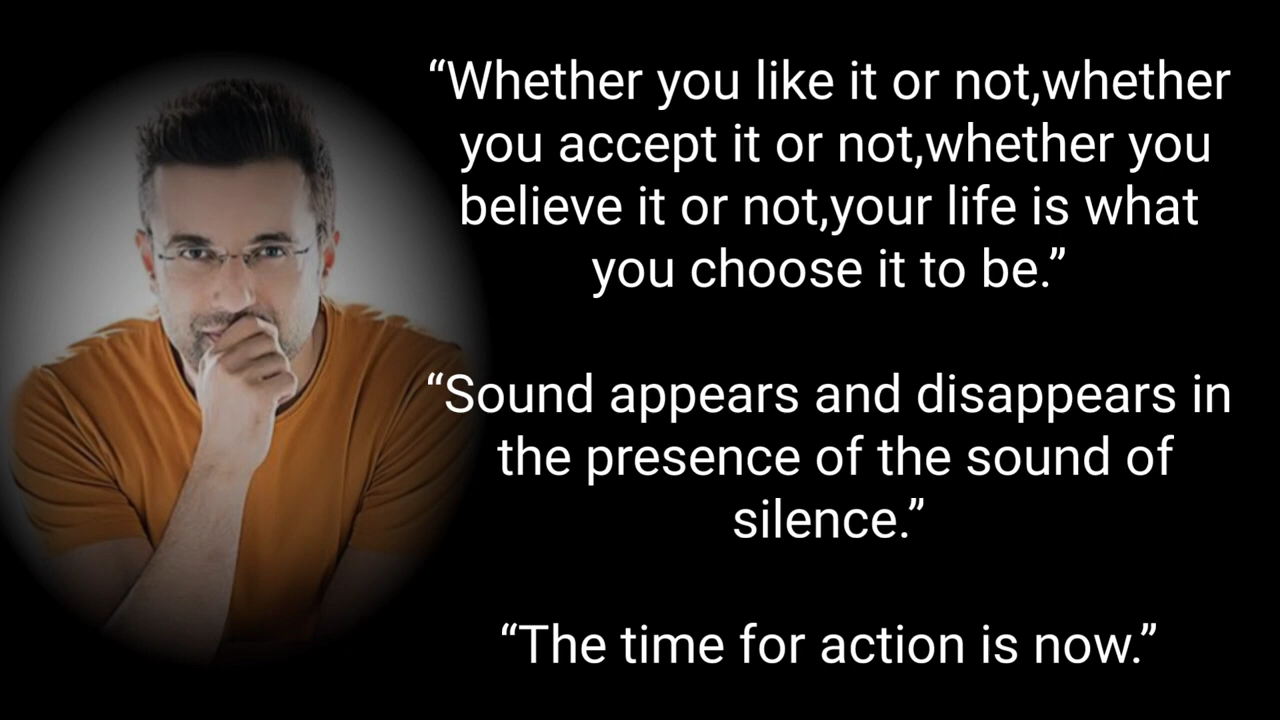 “Whether you like it or not,whether
you accept it or not,whether you
believe it or not,your life is what
you choose it to be.”
“Sound appears and disappears in
the presence of the sound of
silence.”
“The time for action is now.”